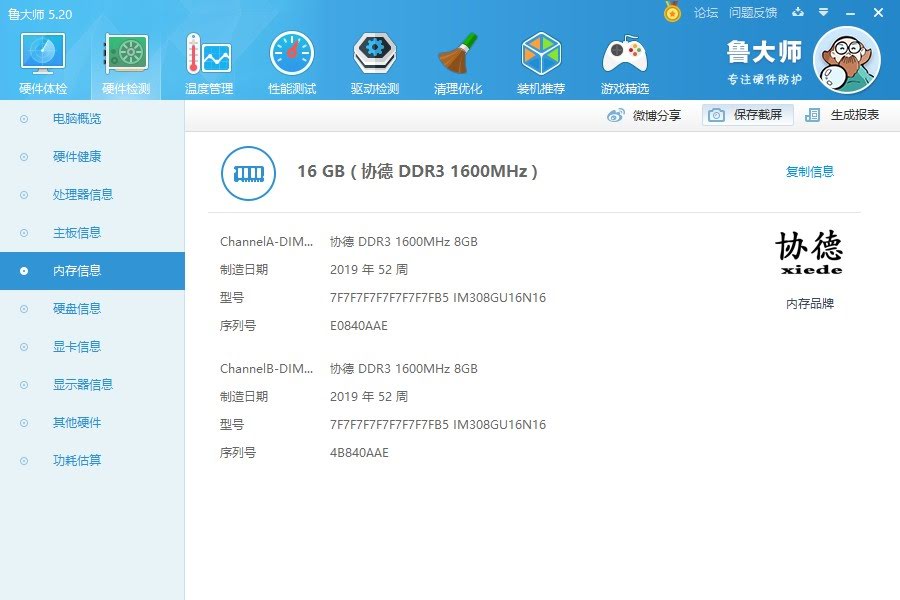 鲁大师 5.20
论坛 问题反馈
硬件体检 硬件检测 温度管理 性能测试 驱动检测 清理优化 装机推荐 游戏精选
鲁大师
专注硬件防护
微博分享 保存截屏 生成报表
电脑概览
硬件健康
处理器信息
主板信息
内存信息
硬盘信息
显卡信息
显示器信息
其他硬件
功耗估算
16 GB ( 协德 DDR3 1600MHz )
复制信息
ChannelA-DIM... 协德 DDR3 1600MHz 8GB
制造日期 2019 年 52 周
型号 7F7F7F7F7F7F7FB5 IM308GU16N16
序列号 E0840AAE
ChannelB-DIM... 协德 DDR3 1600MHz 8GB
制造日期 2019 年 52 周
型号 7F7F7F7F7F7F7FB5 IM308GU16N16
序列号 4B840AAE
协德
xiede
内存品牌